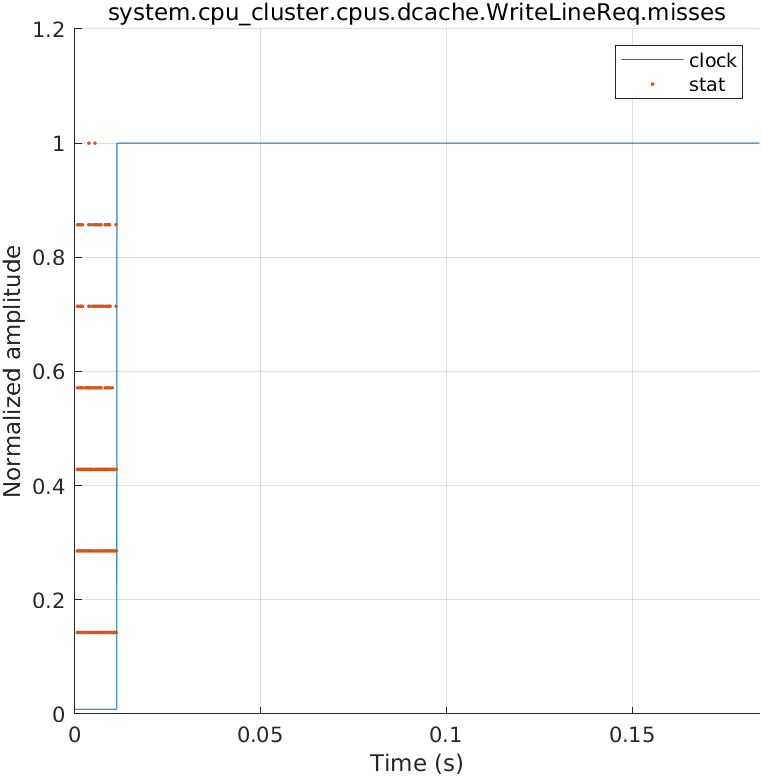 system.cpu_cluster.cpus.dcache.WriteLineReq.misses
1.2
clock
stat
1
0.8
0.6
0.4
0.2
0
Normalized amplitude
0
0.05
0.1
0.15
Time (s)